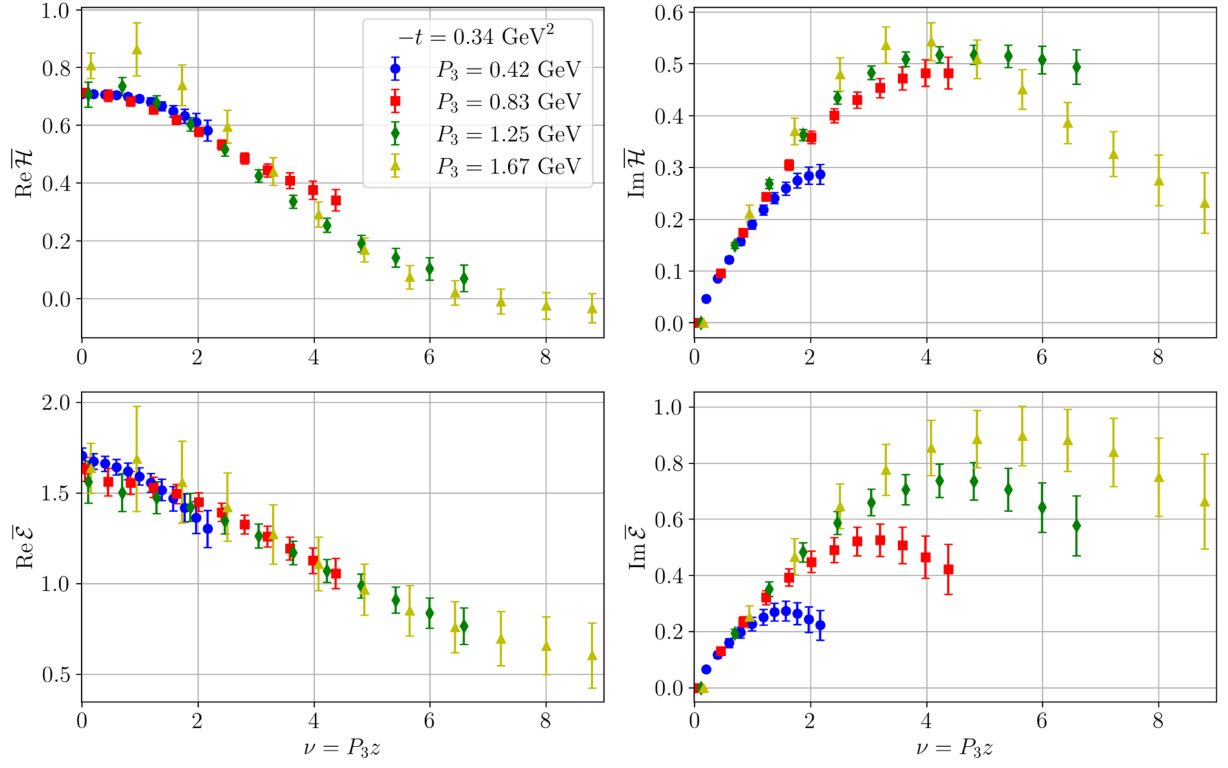 1.0
0.8
0.6
0.4
0.2
0.0
Re ℋ̅
0 2 4 6 8
−t = 0.34 GeV²
P₃ = 0.42 GeV
P₃ = 0.83 GeV
P₃ = 1.25 GeV
P₃ = 1.67 GeV
0.6
0.5
0.4
0.3
0.2
0.1
0.0
Im ℋ̅
0 2 4 6 8
2.0
1.5
1.0
0.5
Re ℰ̅
0 2 4 6 8
ν = P₃z
1.0
0.8
0.6
0.4
0.2
0.0
Im ℰ̅
0 2 4 6 8
ν = P₃z